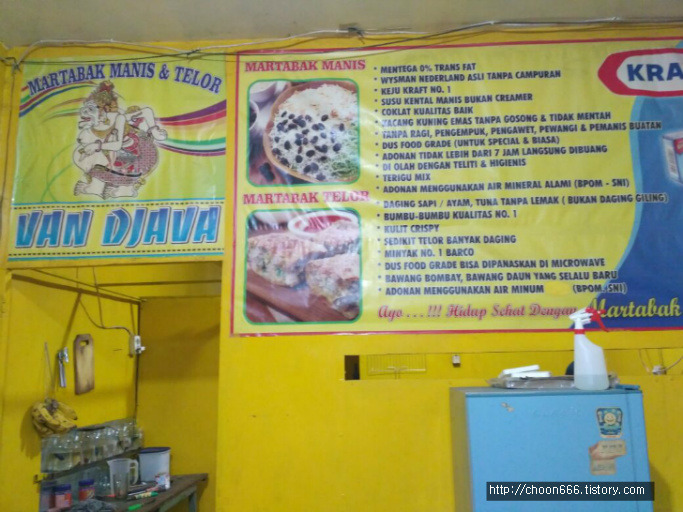 MARTABAK MANIS & TELOR
VAN DJAVA
MARTABAK MANIS
MENTEGA 0% TRANS FAT
WYSMAN NEDERLAND ASLI TANPA CAMPURAN
KEJU KRAFT NO. 1
SUSU KENTAL MANIS BUKAN CREAMER
COKLAT KUALITAS BAIK
KACANG KUNING EMAS TANPA GOSONG & TIDAK MENTAH
TANPA RAGI, PENGEMPUK, PENGAWET, PEWANGI & PEMANIS BUATAN
DUS FOOD GRADE (UNTUK SPECIAL & BIASA)
ADONAN TIDAK LEBIH DARI 7 JAM LANGSUNG DIBUANG
DI OLAH DENGAN TELITI & HIGIENIS
TERIGU MIX
ADONAN MENGGUNAKAN AIR MINERAL ALAMI (BPOM - SNI)
MARTABAK TELOR
DAGING SAPI / AYAM, TUNA TANPA LEMAK ( BUKAN DAGING GILING)
BUMBU-BUMBU KUALITAS NO. 1
KULIT CRISPY
SEDIKIT TELOR BANYAK DAGING
MINYAK NO. 1 BARCO
DUS FOOD GRADE BISA DIPANASKAN DI MICROWAVE
BAWANG BOMBAY, BAWANG DAUN YANG SELALU BARU
ADONAN MENGGUNAKAN AIR MINUM (BPOM -SNI)
Ayo . . . . !!! Hidup Sehat Dengan Martabak
KRA
http://choon666.tistory.com